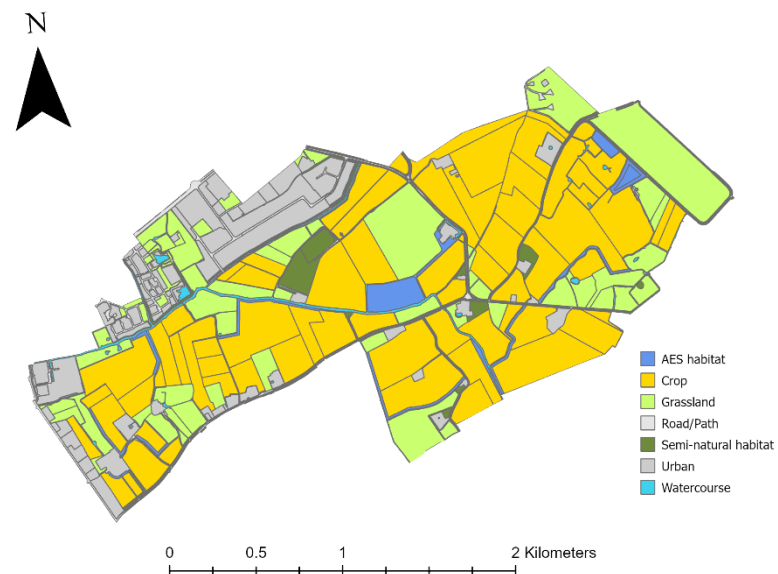 N
AES habitat
Crop
Grassland
Road/Path
Semi-natural habitat
Urban
Watercourse
0 0.5 1 2 Kilometers